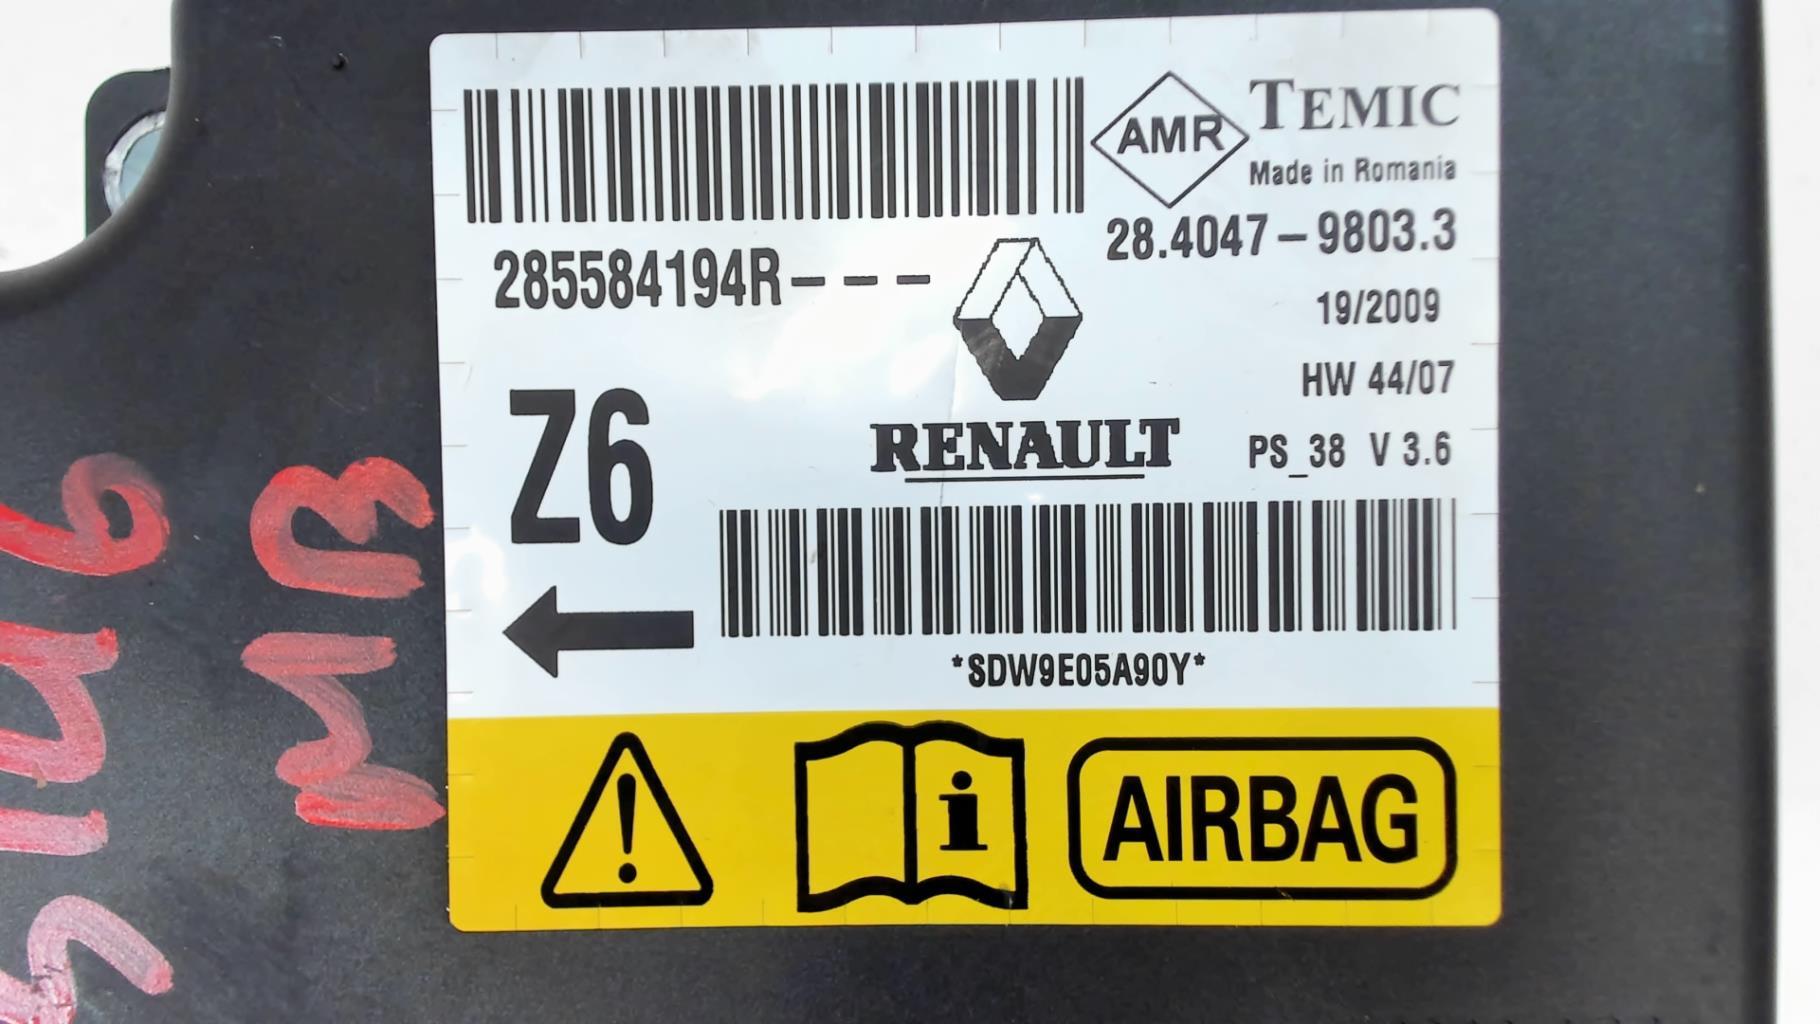 AMR
TEMIC
Made in Romania
28.4047-9803.3
285584194R---
19/2009
HW 44/07
Z6
RENAULT
PS_38 V 3.6
*SDW9E05A90Y*
i
AIRBAG